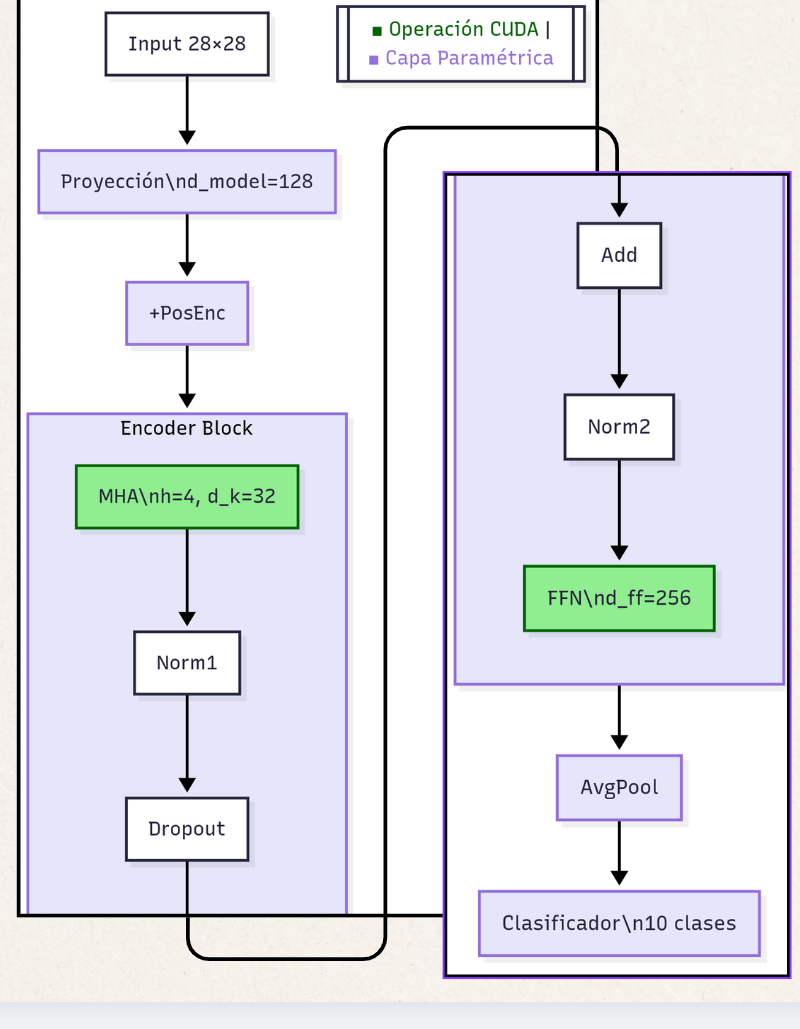 Input 28×28
▪ Operación CUDA |
▪ Capa Paramétrica
Proyección\nd_model=128
+PosEnc
Encoder Block
MHA\nh=4, d_k=32
Norm1
Dropout
Add
Norm2
FFN\nd_ff=256
AvgPool
Clasificador\n10 clases